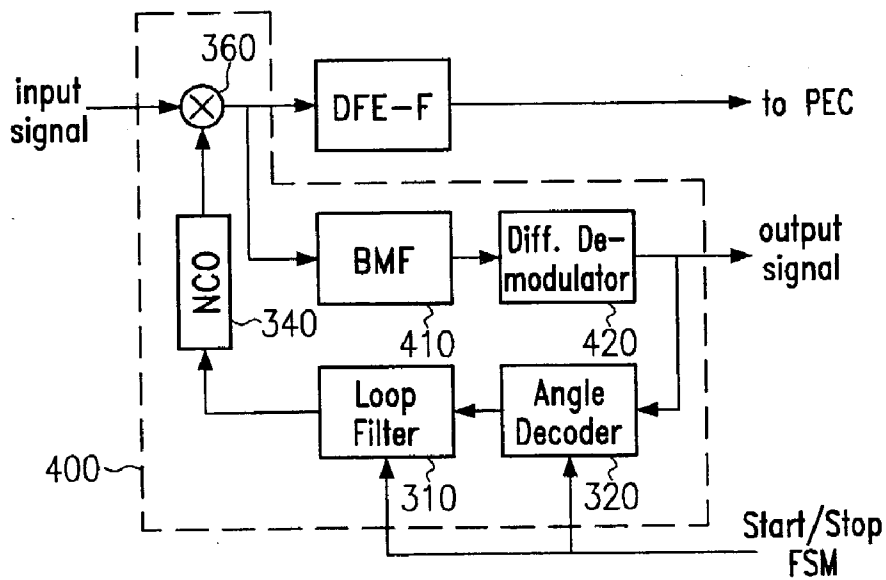 360
input
signal
DFE-F
to PEC
NCO
340
BMF
410
Diff. De-
modulator
420
output
signal
Loop
Filter
310
Angle
Decoder
320
400
Start/Stop
FSM